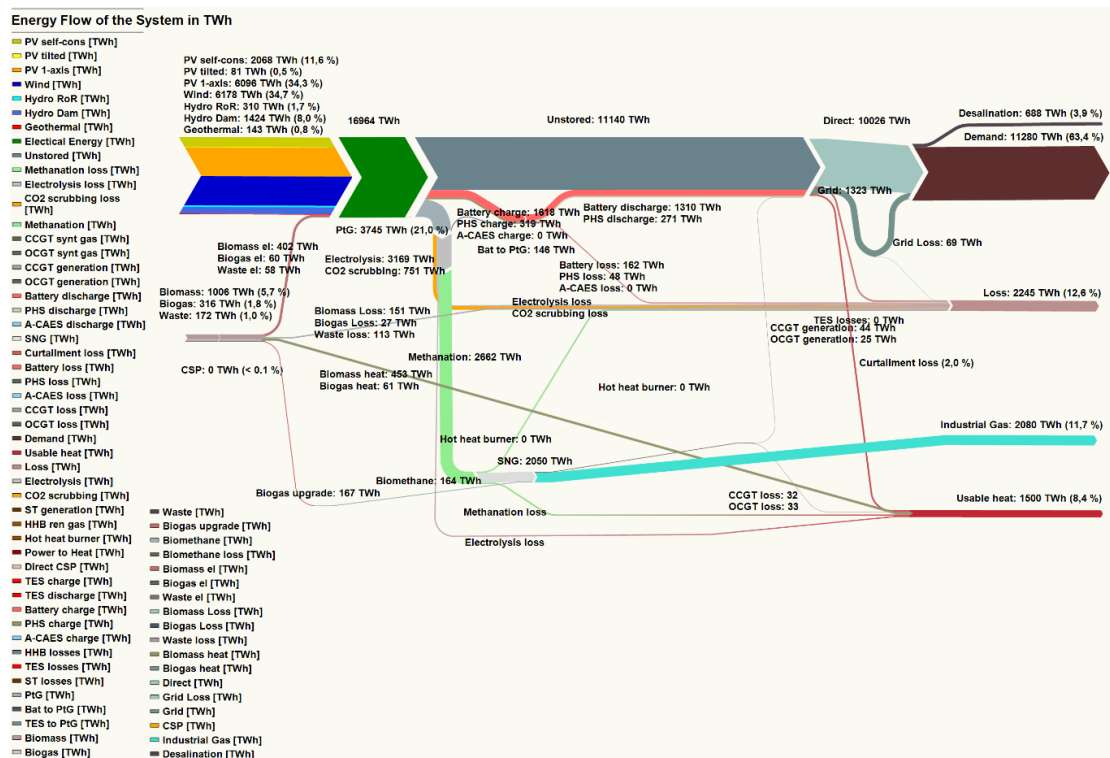 Energy Flow of the System in TWh
PV self-cons [TWh]
PV tilted [TWh]
PV 1-axls [TWh]
Wind [TWh]
Hydro RoR [TWh]
Hydro Dam [TWh]
Geothermal [TWh]
Electical Energy [TWh]
Unstored [TWh]
Methanation loss [TWh]
Electrolysis loss [TWh]
CO2 scrubbing loss
[TWh]
Methanation [TWh]
CCGT synt gas [TWh]
OCGT synt gas [TWh]
CCGT generation [TWh]
OCGT generation [TWh]
Battery discharge [TWh]
PHS discharge [TWh]
A-CAES discharge [TWh]
SNG [TWh]
Curtallment loss [TWh]
Battery loss [TWh]
PHS loss [TWh]
A-CAES loss [TWh]
CCGT loss [TWh]
OCGT loss [TWh]
Demand [TWh]
Usable heat [TWh]
Loss [TWh]
Electrolysis [TWh]
CO2 scrubbing [TWh]
ST generation [TWh]
HHB ren gas [TWh]
Hot heat burner [TWh]
Power to Heat [TWh]
Direct CSP [TWh]
TES charge [TWh]
TES discharge [TWh]
Battery charge [TWh]
PHS charge [TWh]
A-CAES charge [TWh]
HHB losses [TWh]
TES losses [TWh]
ST losses [TWh]
PtG [TWh]
Bat to PtG [TWh]
TES to PtG [TWh]
Biomass [TWh]
Biogas [TWh]
Waste [TWh]
Biogas upgrade [TWh]
Biomethane [TWh]
Biomethane loss [TWh]
Biomass el [TWh]
Biogas el [TWh]
Waste el [TWh]
Biomass Loss [TWh]
Biogas Loss [TWh]
Waste loss [TWh]
Biomass heat [TWh]
Biogas heat [TWh]
Direct [TWh]
Grid Loss [TWh]
Grid [TWh]
CSP [TWh]
Industrial Gas [TWh]
Desalination [TWh]
PV self-cons: 2068 TWh (11,6 %)
PV tilted: 81 TWh (0,5 %)
PV 1-axls: 6096 TWh (34,3 %)
Wind: 6178 TWh (34,7 %)
Hydro RoR: 310 TWh (1,7 %)
Hydro Dam: 1424 TWh (8,0 %)
Geothermal: 143 TWh (0,8 %)
16964 TWh
Unstored: 11140 TWh
Direct: 10026 TWh
Desalination: 688 TWh (3,9 %)
Demand: 11280 TWh (63,4 %)
Grid: 1323 TWh
Grid Loss: 69 TWh
Battery charge: 1618 TWh
PHS charge: 319 TWh
A-CAES charge: 0 TWh
Bat to PtG: 146 TWh
Battery discharge: 1310 TWh
PHS discharge: 271 TWh
PtG: 3745 TWh (21,0 %)
Electrolysis: 3169 TWh
CO2 scrubbing: 751 TWh
Biomass el: 402 TWh
Biogas el: 60 TWh
Waste el: 58 TWh
Battery loss: 162 TWh
PHS loss: 48 TWh
A-CAES loss: 0 TWh
Biomass: 1006 TWh (5,7 %)
Biogas: 316 TWh (1,8 %)
Waste: 172 TWh (1,0 %)
Biomass Loss: 151 TWh
Biogas Loss: 27 TWh
Waste loss: 113 TWh
Electrolysis loss
CO2 scrubbing loss
Loss: 2245 TWh (12,6 %)
TES losses: 0 TWh
CCGT generation: 44 TWh
OCGT generation: 25 TWh
Methanation: 2662 TWh
Curtallment loss (2,0 %)
CSP: 0 TWh (< 0.1 %)
Biomass heat: 453 TWh
Biogas heat: 61 TWh
Hot heat burner: 0 TWh
Industrial Gas: 2080 TWh (11,7 %)
Hot heat burner: 0 TWh
SNG: 2050 TWh
Biomethane: 164 TWh
Biogas upgrade: 167 TWh
CCGT loss: 32
OCGT loss: 33
Usable heat: 1500 TWh (8,4 %)
Methanation loss
Electrolysis loss